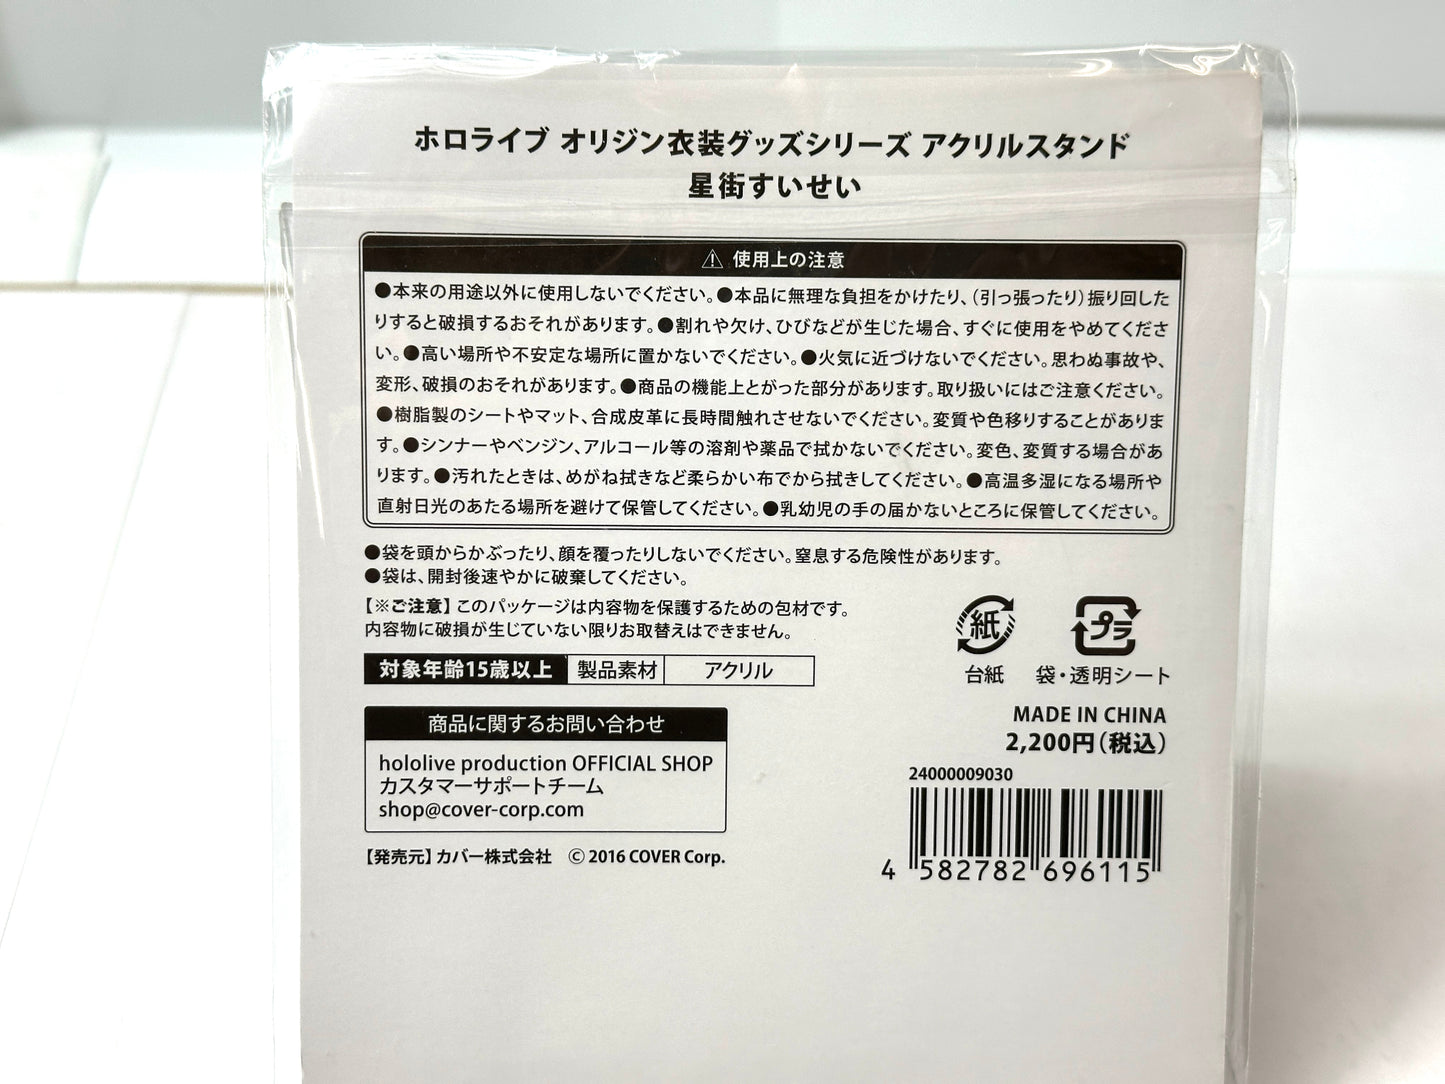 ホロライブ オリジン衣装グッズシリーズ アクリルスタンド
星街すいせい
⚠ 使用上の注意
●本来の用途以外に使用しないでください。●本品に無理な負担をかけたり、（引っ張ったり）振り回した
りすると破損するおそれがあります。●割れや欠け、ひびなどが生じた場合、すぐに使用をやめてくださ
い。●高い場所や不安定な場所に置かないでください。●火気に近づけないでください。思わぬ事故や、
変形、破損のおそれがあります。●商品の機能上とがった部分があります。取り扱いにはご注意ください。
●樹脂製のシートやマット、合成皮革に長時間触れさせないでください。変質や色移りすることがありま
す。●シンナーやベンジン、アルコール等の溶剤や薬品で拭かないでください。変色、変質する場合があ
ります。●汚れたときは、めがね拭きなど柔らかい布でから拭きしてください。●高温多湿になる場所や
直射日光のあたる場所を避けて保管してください。●乳幼児の手の届かないところに保管してください。
●袋を頭からかぶったり、顔を覆ったりしないでください。窒息する危険性があります。
●袋は、開封後速やかに破棄してください。
【※ご注意】このパッケージは内容物を保護するための包材です。
内容物に破損が生じていない限りお取替えはできません。
紙
プラ
台紙 袋・透明シート
対象年齢15歳以上 製品素材 アクリル
商品に関するお問い合わせ
hololive production OFFICIAL SHOP
カスタマーサポートチーム
shop@cover-corp.com
【発売元】カバー株式会社 © 2016 COVER Corp.
MADE IN CHINA
2,200円（税込）
24000009030
4 582782 696115